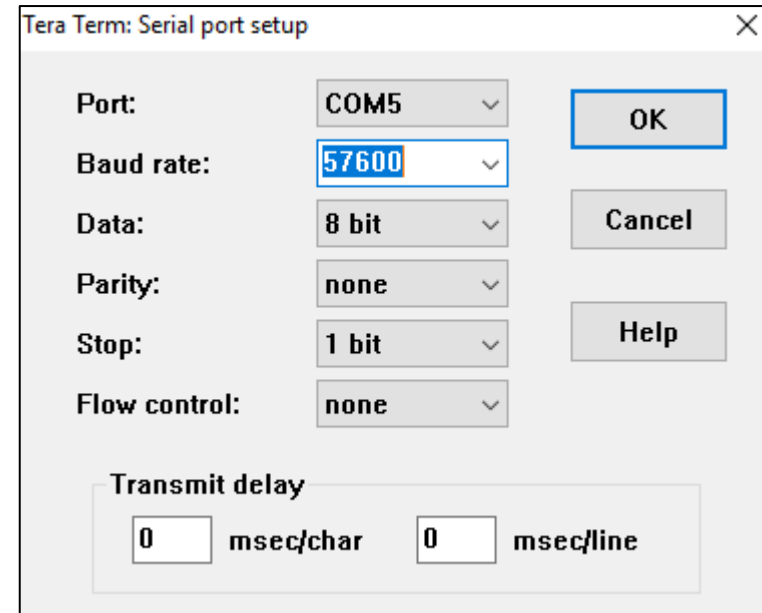 Tera Term: Serial port setup
Port: COM5 OK
Baud rate: 57600
Data: 8 bit Cancel
Parity: none
Stop: 1 bit Help
Flow control: none
Transmit delay
0 msec/char 0 msec/line